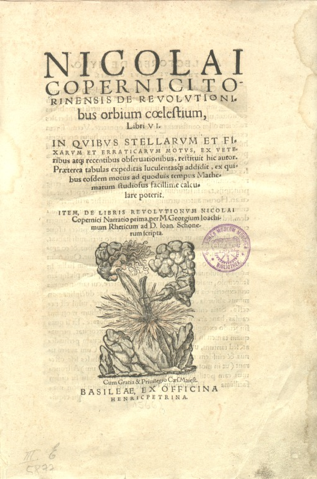 NICOLAI
COPERNICI TO-
RINENSIS DE REVOLVTIONI-
bus orbium cœlestium,
Libri VI.
IN QVIBVS STELLARVM ET FI-
XARVM ET ERRATICARVM MOTVS, EX VETE-
ribus atq; recentibus obseruationibus, restituit hic autor.
Præterea tabulas expeditas luculentasq; addidit, ex qui-
bus eosdem motus ad quoduis tempus Mathe-
matum studiosus facillime calcu-
lare poterit.
ITEM, DE LIBRIS REVOLVTIONVM NICOLAI
Copernici Narratio prima, per M. Georgium Ioachi-
mum Rheticum ad D. Ioan. Schone-
rum scripta.
Cum Gratia & Priuilegio Cæs. Maiest.
BASILEAE, EX OFFICINA
HENRICPETRINA.